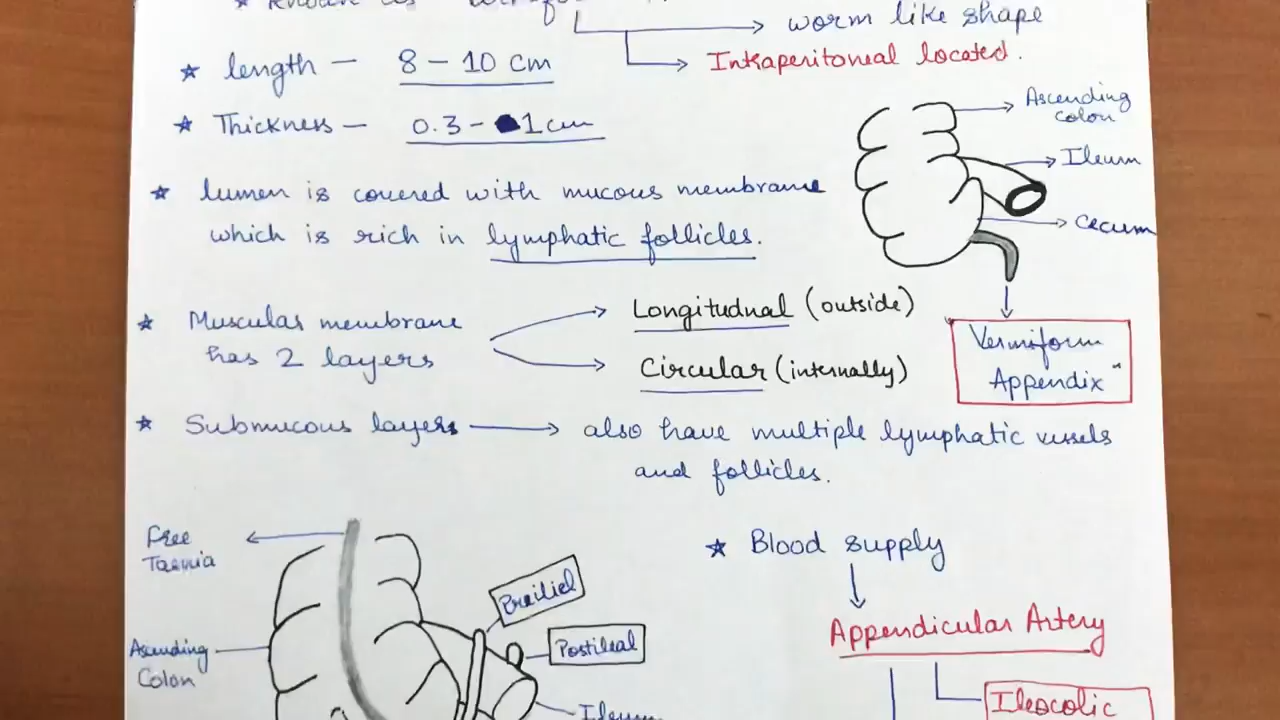 worm like shape
★ length – 8 – 10 cm
Intraperitoneal located.
★ Thickness – 0.3 - 1 cm
Ascending
colon
Ileum
★ lumen is covered with mucous membrane
which is rich in lymphatic follicles.
Cecum
★ Muscular membrane
has 2 layers
Longitudnal (outside)
Circular (internally)
Vermiform
Appendix
★ Submucous layers → also have multiple lymphatic vessels
and follicles.
Free
Taenia
★ Blood supply
Preiliel
Postileal
Appendicular Artery
Ascending
Colon
Ileum
Ileocolic